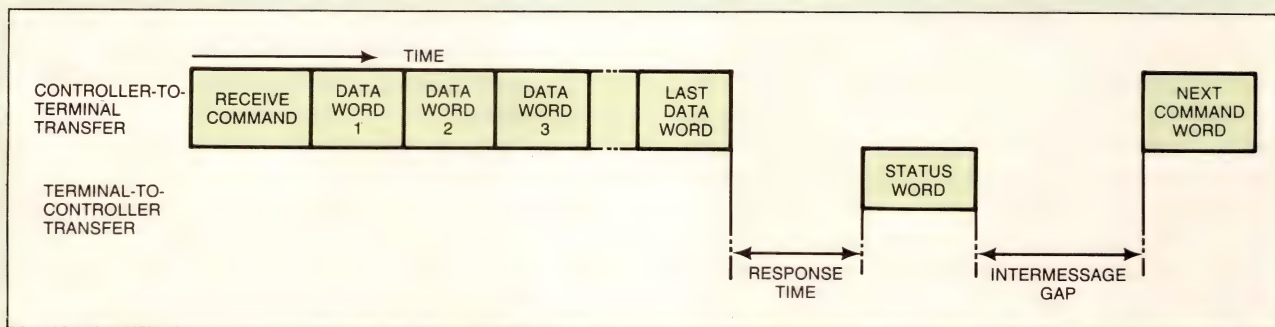 TIME
CONTROLLER-TO-
TERMINAL
TRANSFER
RECEIVE
COMMAND
DATA
WORD
1
DATA
WORD
2
DATA
WORD
3
LAST
DATA
WORD
NEXT
COMMAND
WORD
TERMINAL-TO-
CONTROLLER
TRANSFER
STATUS
WORD
RESPONSE
TIME
INTERMESSAGE
GAP